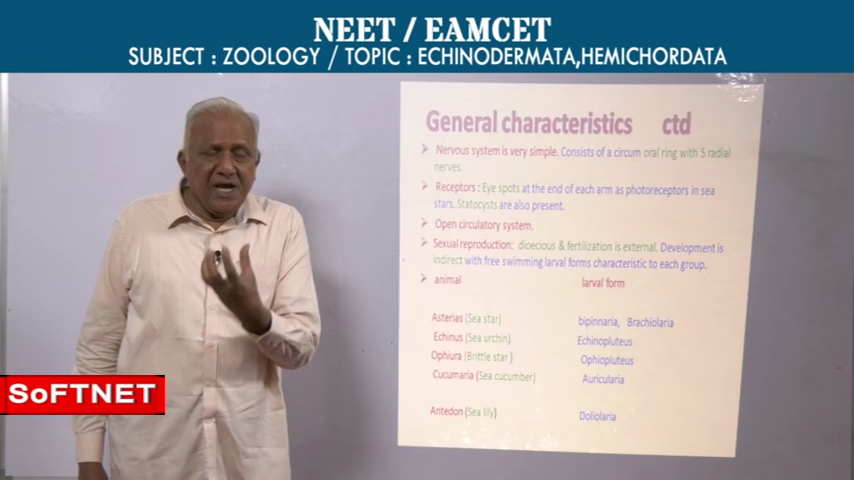 NEET / EAMCET
SUBJECT : ZOOLOGY / TOPIC : ECHINODERMATA,HEMICHORDATA
General characteristics ctd
➤ Nervous system is very simple. Consists of a circum oral ring with 5 radial
nerves.
➤ Receptors : Eye spots at the end of each arm as photoreceptors in sea
stars. Statocysts are also present.
➤ Open circulatory system.
➤ Sexual reproduction: dioecious & fertilization is external. Development is
indirect with free swimming larval forms characteristic to each group.
➤ animal larval form
Asterias (Sea star) bipinnaria, Brachiolaria
Echinus (Sea urchin) Echinopluteus
Ophiura (Brittle star ) Ophiopluteus
Cucumaria (Sea cucumber) Auricularia
Antedon (Sea lily) Doliolaria
SoFTNET